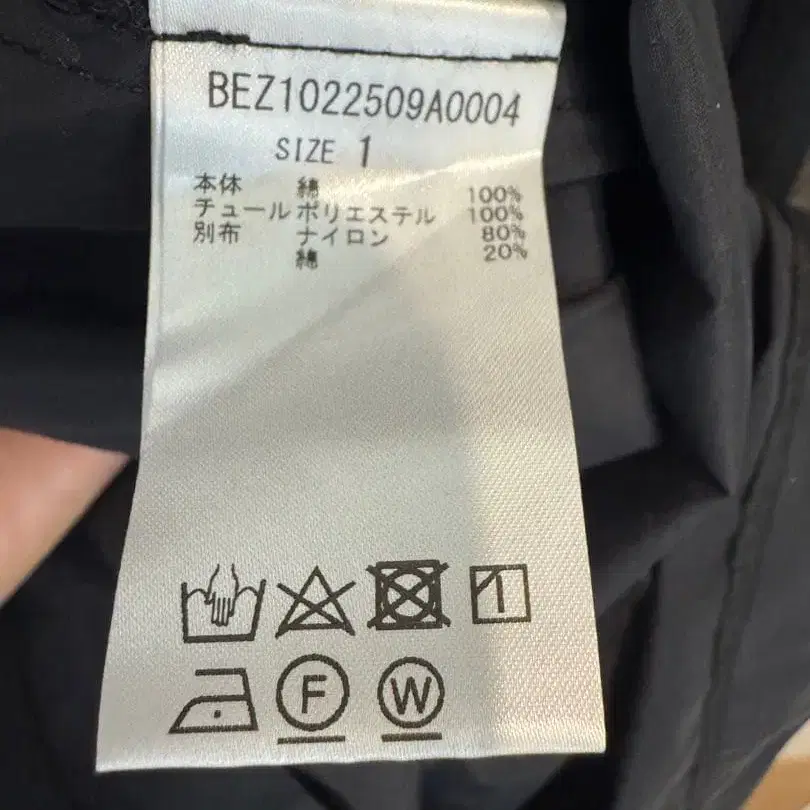 BEZ1022509A0004
SIZE 1
本体 綿 100%
チュール ポリエステル 100%
別布 ナイロン 80%
綿 20%
F W